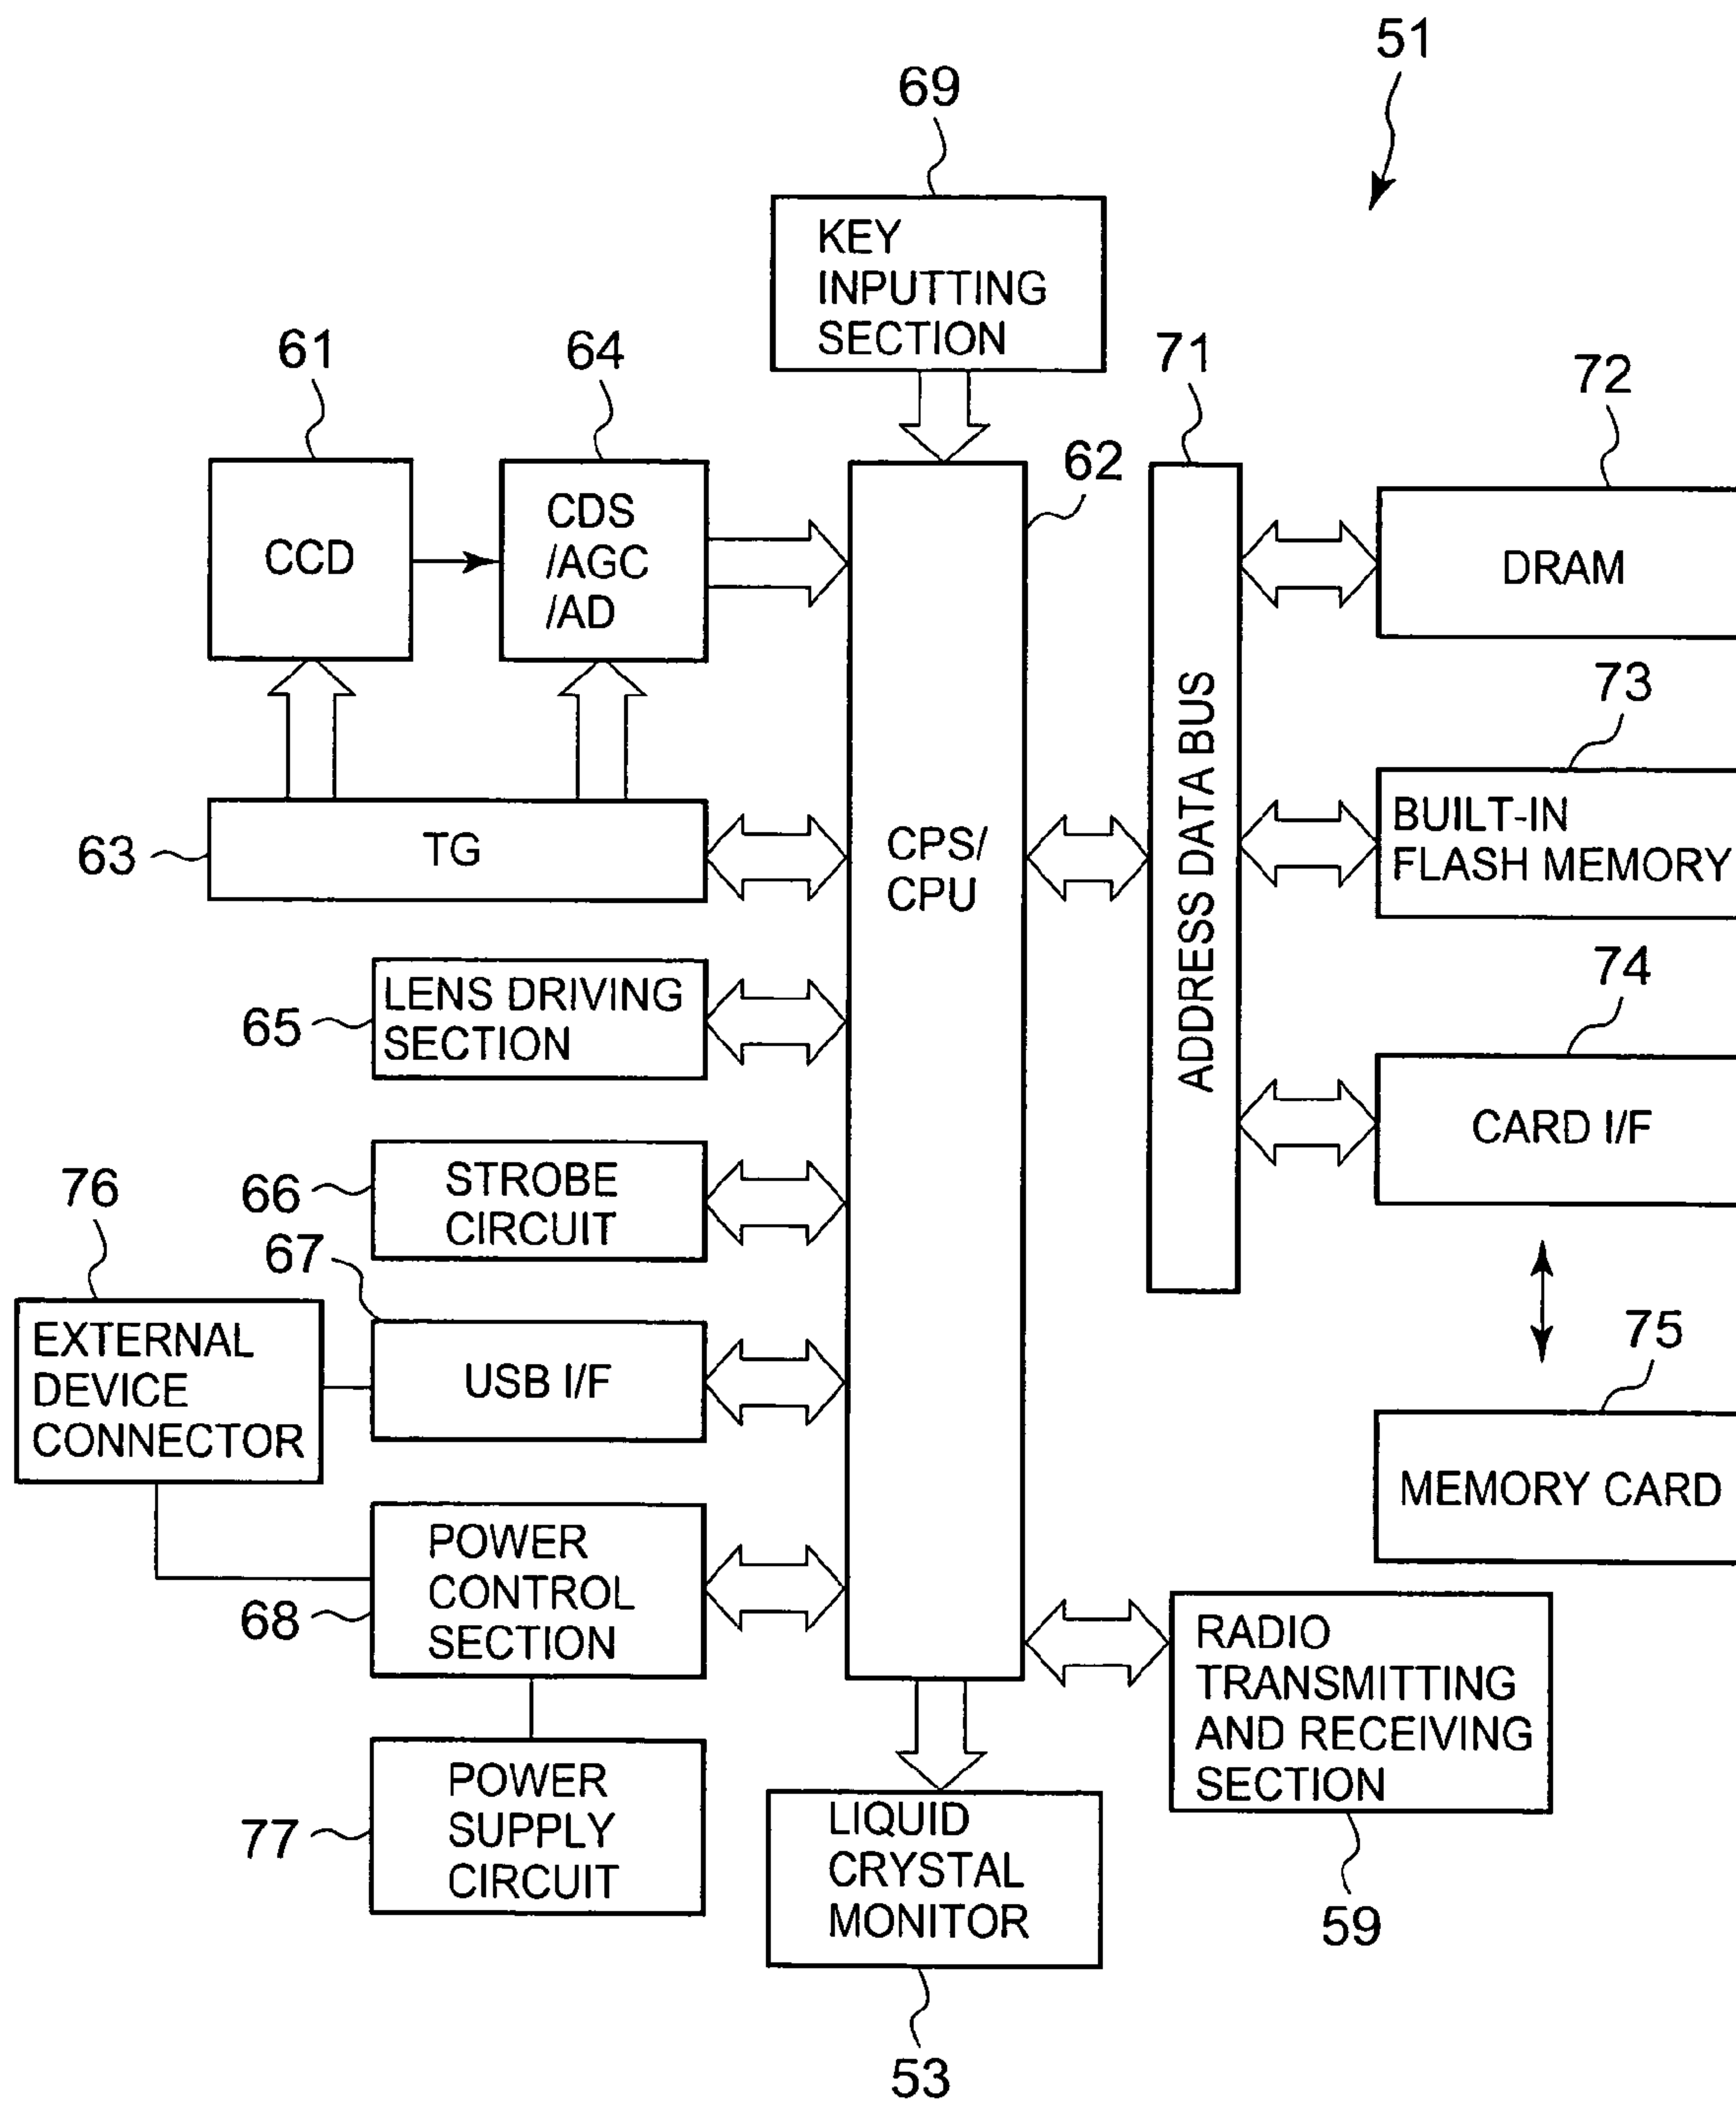 51
69
KEY
INPUTTING
SECTION
61
64
71
72
CCD
CDS
/AGC
/AD
62
DRAM
73
63
TG
CPS/
CPU
ADDRESS DATA BUS
BUILT-IN
FLASH MEMORY
74
65
LENS DRIVING
SECTION
CARD I/F
76
66
STROBE
CIRCUIT
67
75
EXTERNAL
DEVICE
CONNECTOR
USB I/F
MEMORY CARD
68
POWER
CONTROL
SECTION
RADIO
TRANSMITTING
AND RECEIVING
SECTION
77
POWER
SUPPLY
CIRCUIT
LIQUID
CRYSTAL
MONITOR
59
53